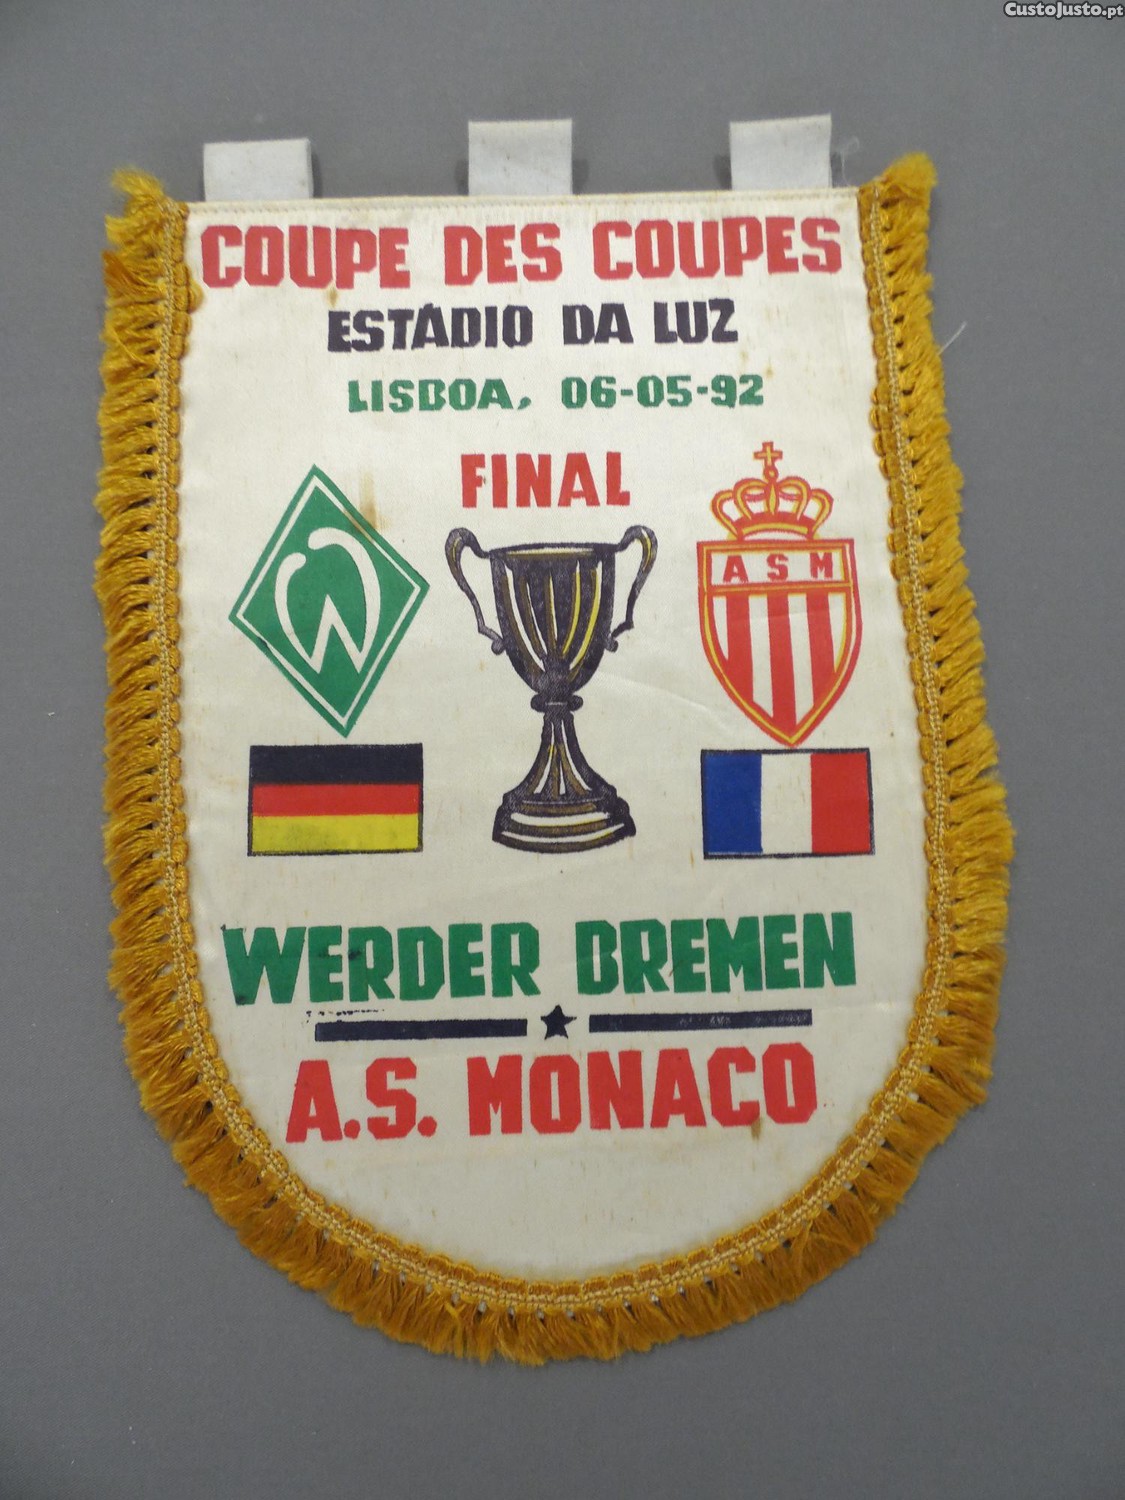 CustoJusto.pt
COUPE DES COUPES
ESTÁDIO DA LUZ
LISBOA, 06-05-92
FINAL
W
A S M
WERDER BREMEN
A.S. MONACO